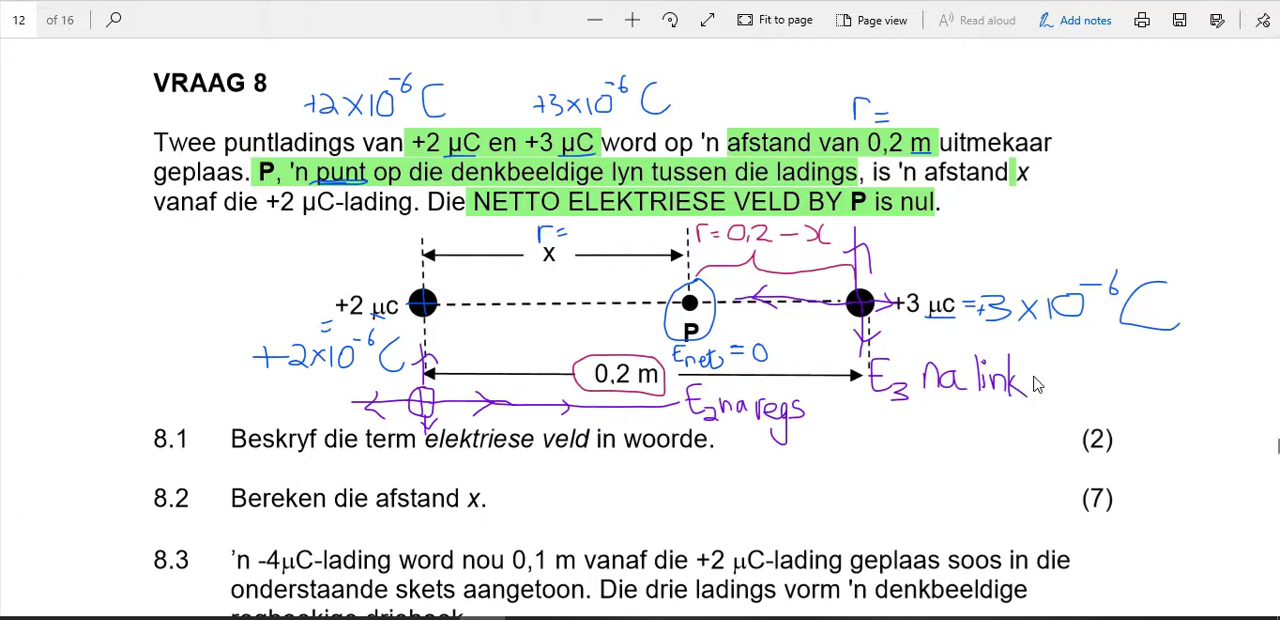 12 of 16 Fit to page Page view Read aloud Add notes
VRAAG 8
+2×10⁻⁶ C +3×10⁻⁶ C r=
Twee puntladings van +2 μC en +3 μC word op 'n afstand van 0,2 m uitmekaar
geplaas. P, 'n punt op die denkbeeldige lyn tussen die ladings, is 'n afstand x
vanaf die +2 μC-lading. Die NETTO ELEKTRIESE VELD BY P is nul.
r= r=0,2-x
x
+2 μc +3 μc =+3×10⁻⁶ C
P
= +2×10⁻⁶ C Enet = 0
0,2 m E₃ na link
E₂ na regs
8.1 Beskryf die term elektriese veld in woorde. (2)
8.2 Bereken die afstand x. (7)
8.3 'n -4μC-lading word nou 0,1 m vanaf die +2 μC-lading geplaas soos in die
onderstaande skets aangetoon. Die drie ladings vorm 'n denkbeeldige